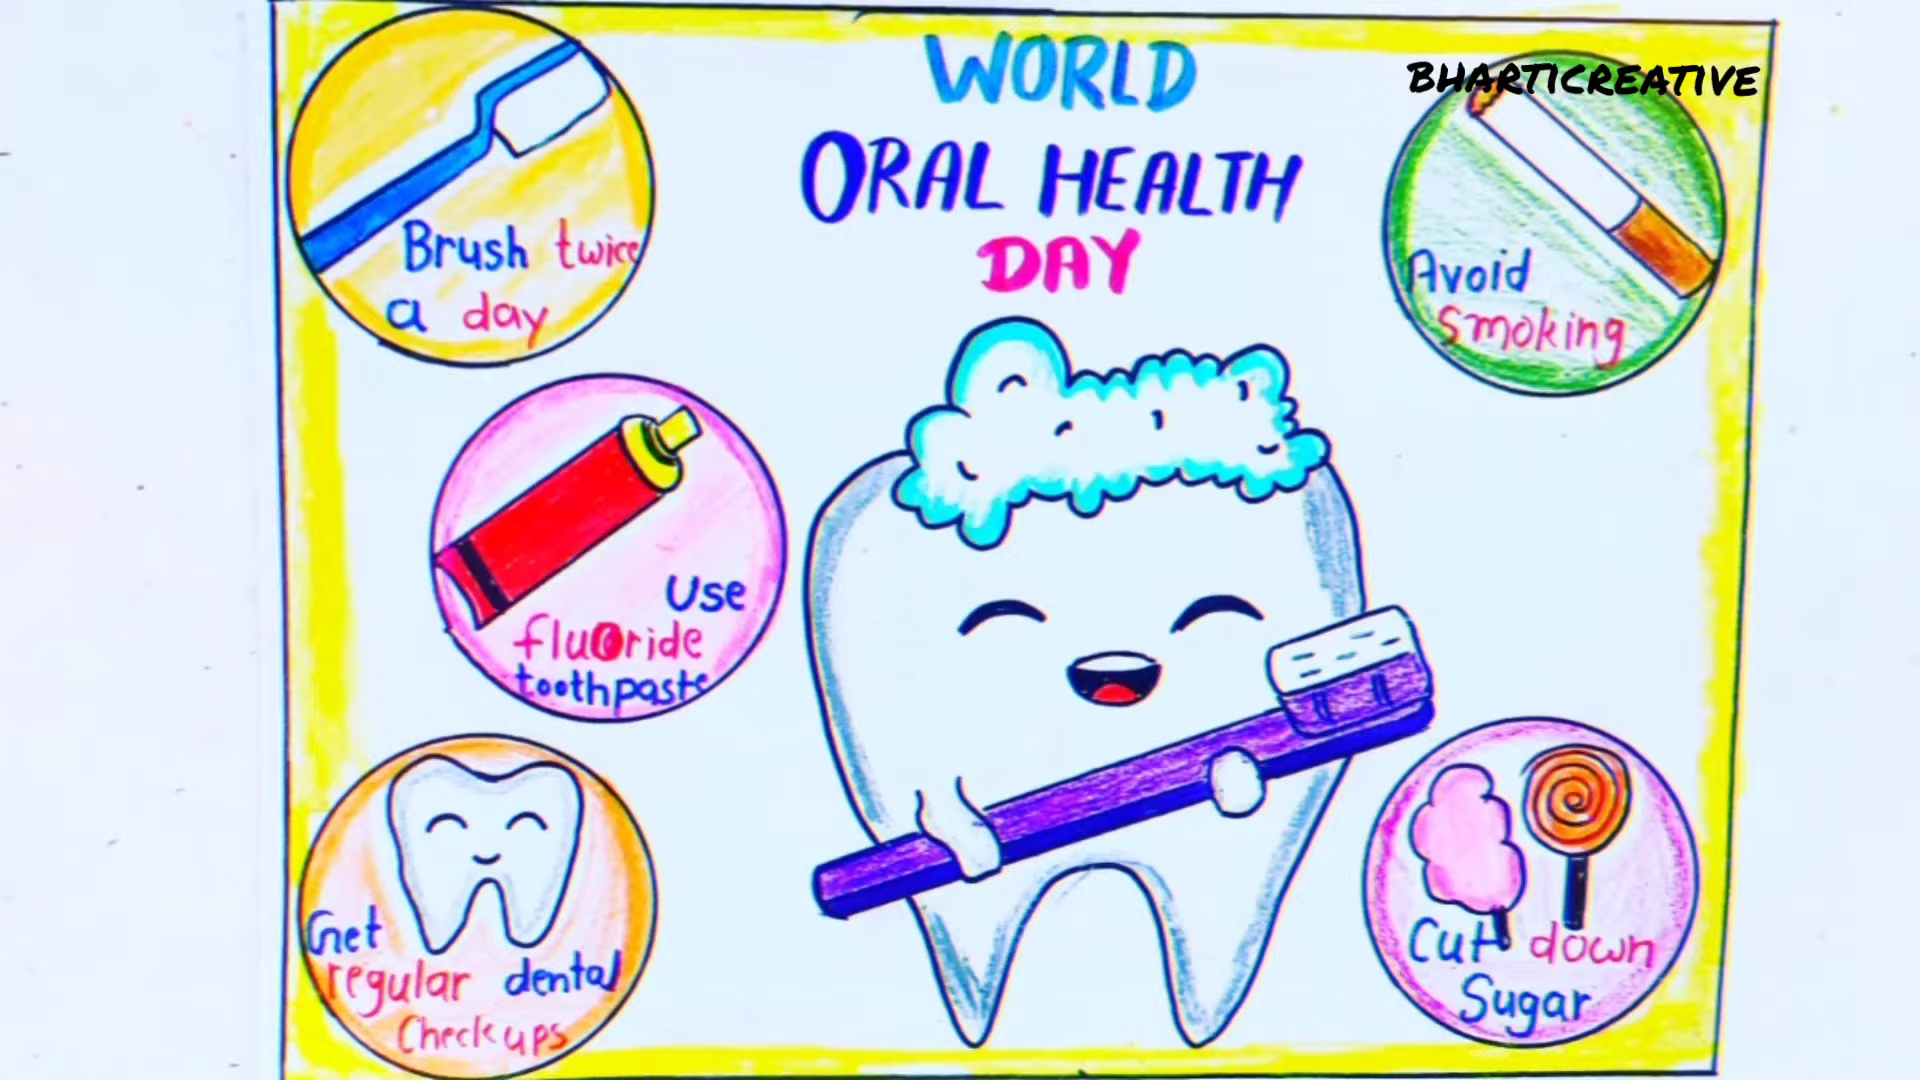 WORLD
ORAL HEALTH
DAY
BHARTICREATIVE
Brush twice
a day
Avoid
smoking
Use
fluoride
toothpaste
Get
regular dental
Checkups
Cut down
Sugar